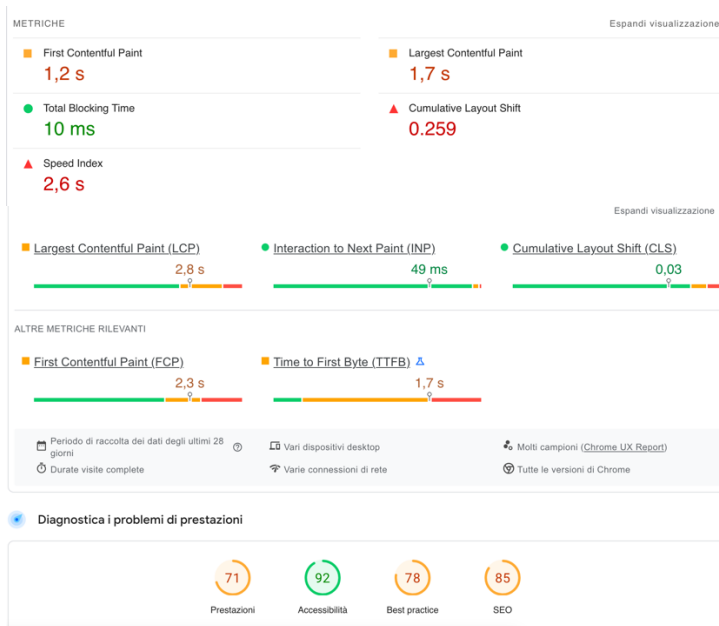 METRICHE
Espandi visualizzazione
First Contentful Paint
1,2 s
Largest Contentful Paint
1,7 s
Total Blocking Time
10 ms
Cumulative Layout Shift
0.259
Speed Index
2,6 s
Espandi visualizzazione
Largest Contentful Paint (LCP)
2,8 s
Interaction to Next Paint (INP)
49 ms
Cumulative Layout Shift (CLS)
0,03
ALTRE METRICHE RILEVANTI
First Contentful Paint (FCP)
2,3 s
Time to First Byte (TTFB)
1,7 s
Periodo di raccolta dei dati degli ultimi 28
giorni
Vari dispositivi desktop
Molti campioni (Chrome UX Report)
Durate visite complete
Varie connessioni di rete
Tutte le versioni di Chrome
Diagnostica i problemi di prestazioni
71
Prestazioni
92
Accessibilità
78
Best practice
85
SEO